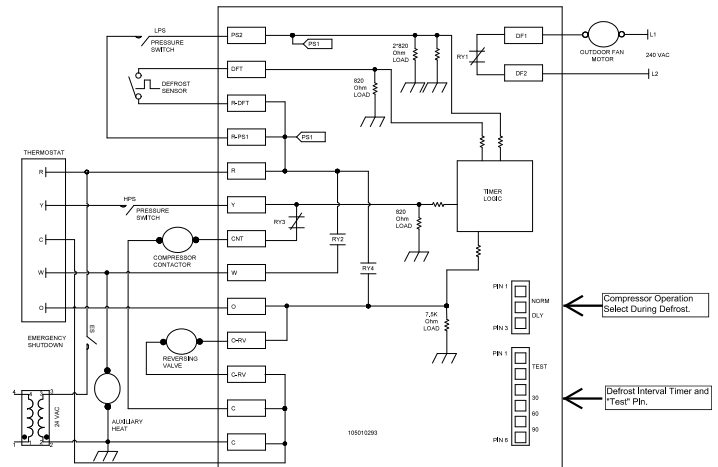 LPS
PRESSURE
SWITCH
PS2
PS1
2*820
Ohm
LOAD
RY1
DF1
OUTDOOR FAN
MOTOR
L1
240 VAC
DF2
L2
DFT
820
Ohm
LOAD
DEFROST
SENSOR
R-DFT
R-PS1
PS1
THERMOSTAT
R
R
TIMER
LOGIC
Y
HPS
PRESSURE
SWITCH
Y
RY3
820
Ohm
LOAD
C
COMPRESSOR
CONTACTOR
CNT
RY2
W
W
RY4
O
O
PIN 1
NORM
DLY
PIN 3
Compressor Operation
Select During Defrost.
7,5K
Ohm
LOAD
EMERGENCY
SHUTDOWN
ES
O-RV
REVERSING
VALVE
C-RV
PIN 1
TEST
30
60
90
PIN 6
Defrost Interval Timer and
"Test" Pin.
4
3
24 VAC
1
2
AUXILIARY
HEAT
C
C
105010293